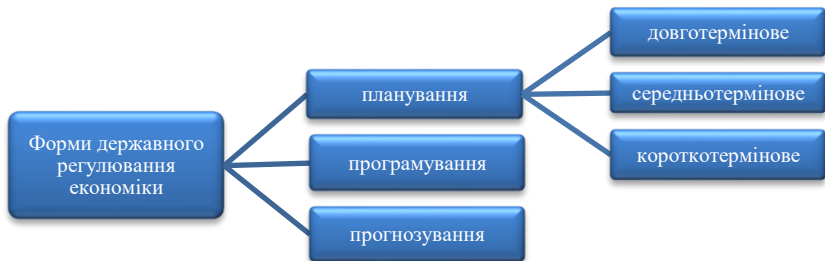 Форми державного
регулювання
економіки
планування
програмування
прогнозування
довготермінове
середньотермінове
короткотермінове